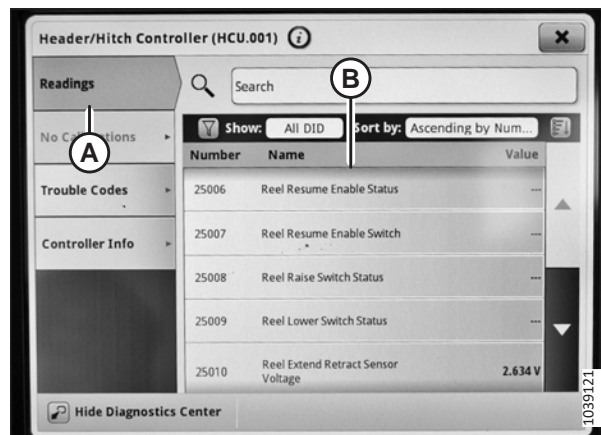 Header/Hitch Controller (HCU.001)
Readings
Search
B
Show: All DID Sort by: Ascending by Num...
No
A
Number Name Value
25006 Reel Resume Enable Status ---
Trouble Codes
25007 Reel Resume Enable Switch ---
Controller Info
25008 Reel Raise Switch Status ---
25009 Reel Lower Switch Status ---
25010 Reel Extend Retract Sensor
Voltage 2.634 V
Hide Diagnostics Center
1039121